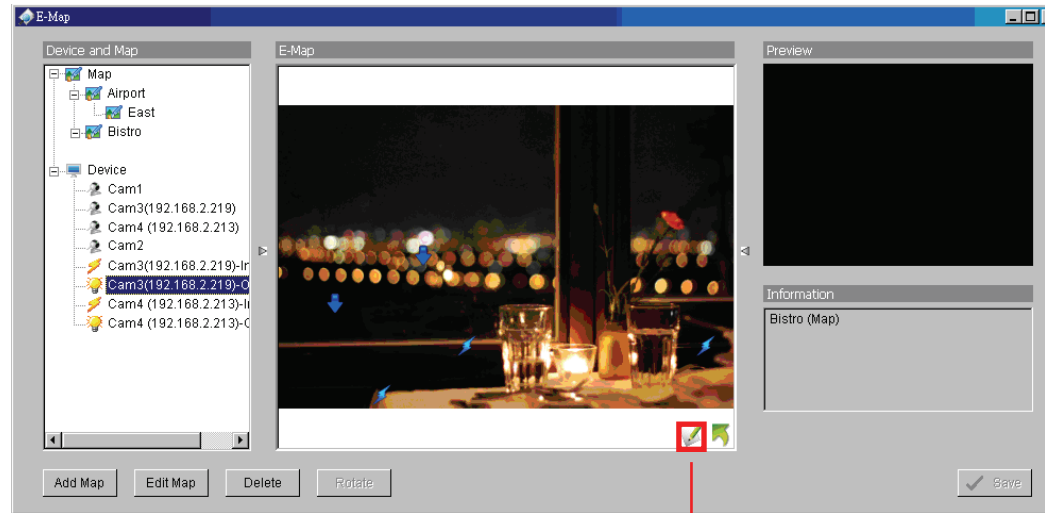 E-Map
Device and Map
Map
Airport
East
Bistro
Device
Cam1
Cam3(192.168.2.219)
Cam4 (192.168.2.213)
Cam2
Cam3(192.168.2.219)-Ir
Cam3(192.168.2.219)-O
Cam4 (192.168.2.213)-Ir
Cam4 (192.168.2.213)-C
E-Map
Preview
Information
Bistro (Map)
Add Map
Edit Map
Delete
Rotate
Save